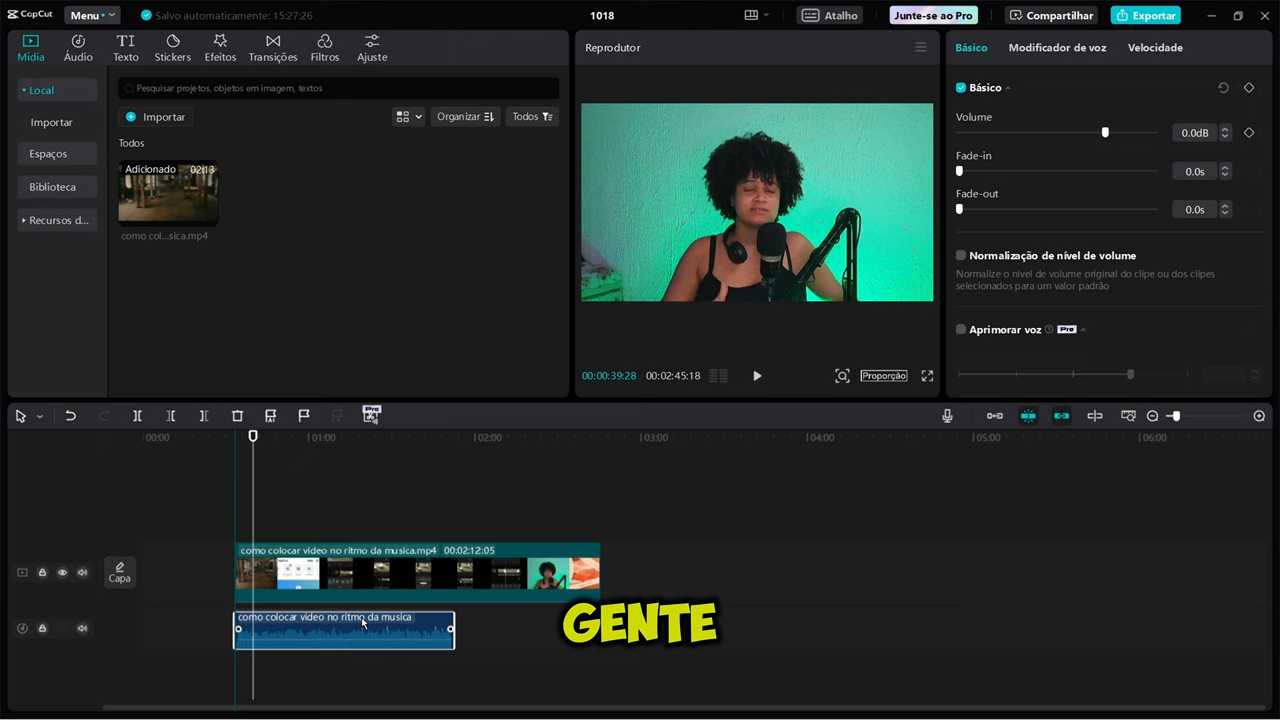 CapCut
Menu
Salvo automaticamente: 15:27:26
1018
Atalho
Junte-se ao Pro
Compartilhar
Exportar
Mídia
Áudio
Texto
Stickers
Efeitos
Transições
Filtros
Ajuste
Local
Importar
Espaços
Biblioteca
Recursos d...
Pesquisar projetos, objetos em imagem, textos
Importar
Organizar
Todos
Todos
Adicionado 02:13
como col...sica.mp4
Reprodutor
00:00:39:28 00:02:45:18
Proporção
Básico
Modificador de voz
Velocidade
Básico
Volume
0.0dB
Fade-in
0.0s
Fade-out
0.0s
Normalização de nível de volume
Normalize o nível de volume original do clipe ou dos clipes
selecionados para um valor padrão
Aprimorar voz Pro
Pro
00:00 01:00 02:00 03:00 04:00 05:00 06:00
como colocar video no ritmo da musica.mp4 00:02:12:05
Capa
como colocar video no ritmo da musica
GENTE